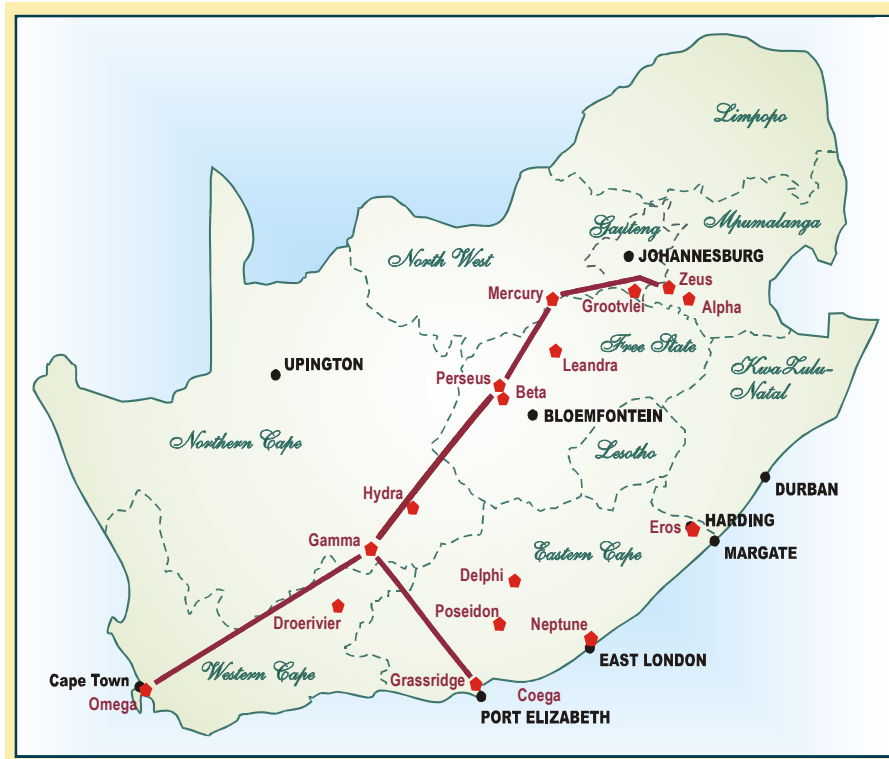 Limpopo
Mpumalanga
Gauteng
JOHANNESBURG
North West
Zeus
Mercury
Grootvlei
Alpha
Free State
Leandra
UPINGTON
Perseus
Beta
KwaZulu-
Natal
BLOEMFONTEIN
Northern Cape
Lesotho
DURBAN
Hydra
HARDING
Eros
Gamma
Eastern Cape
MARGATE
Delphi
Poseidon
Droerivier
Neptune
EAST LONDON
Western Cape
Cape Town
Grassridge
Coega
Omega
PORT ELIZABETH